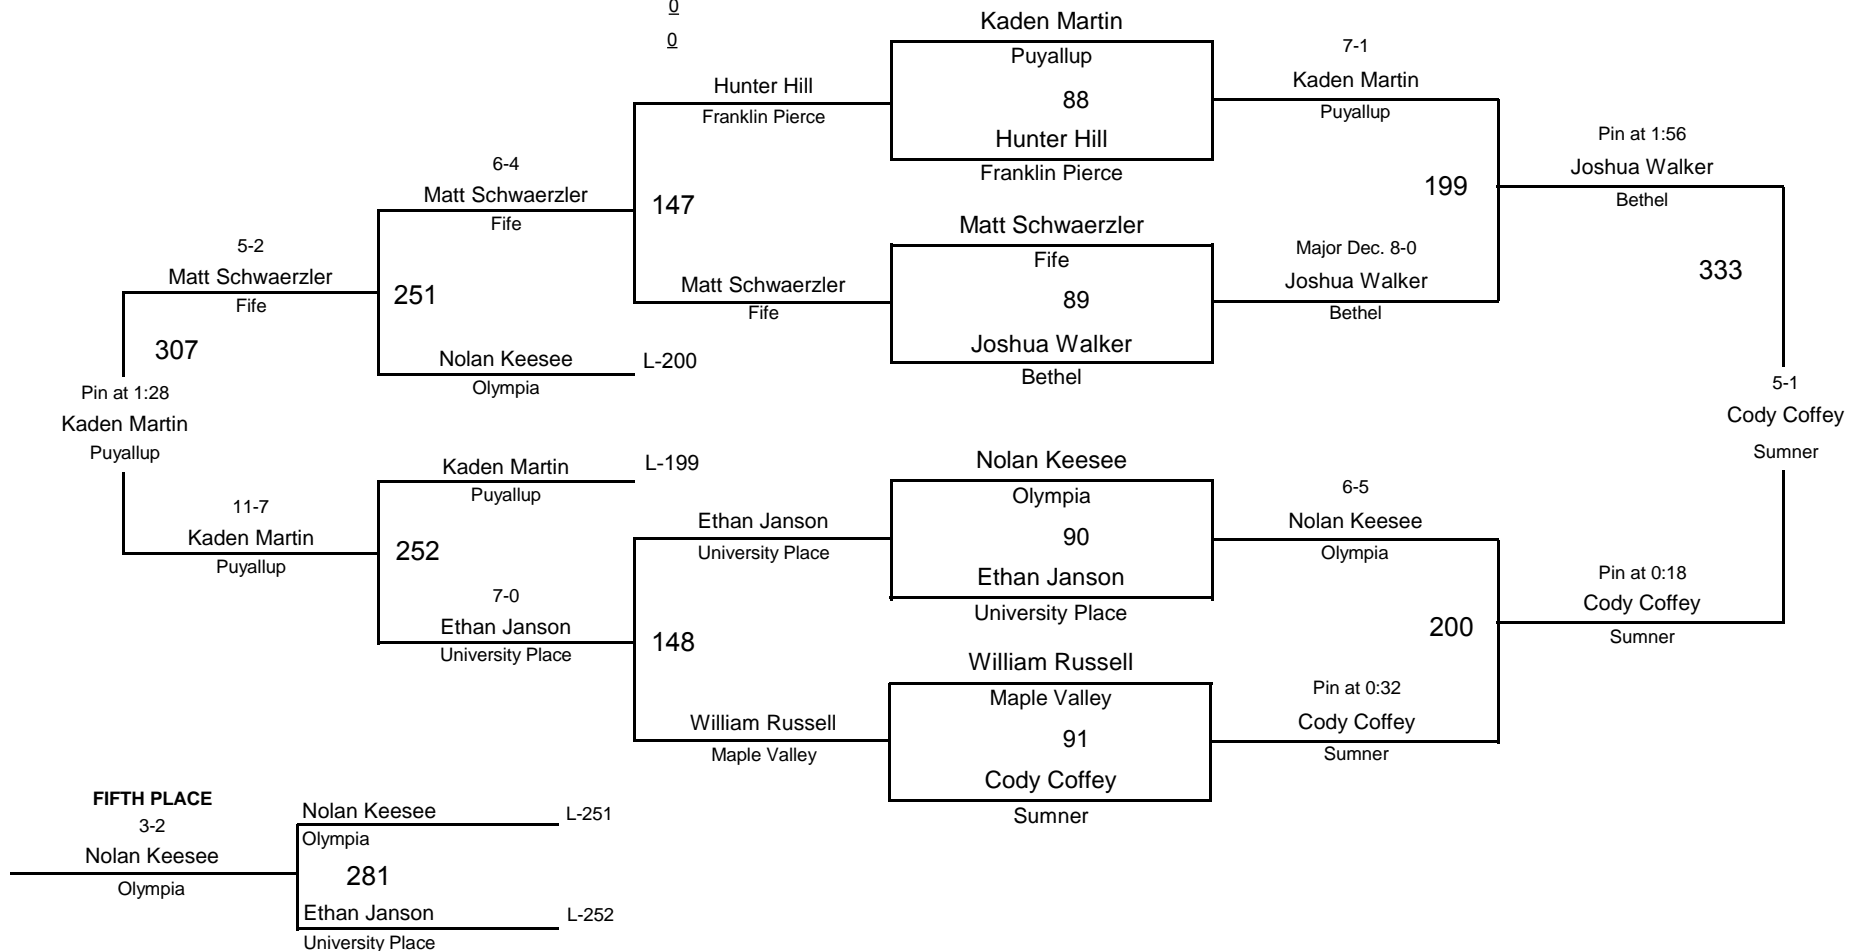 0
0
Kaden Martin
Puyallup
88
Hunter Hill
Franklin Pierce
Hunter Hill
Franklin Pierce
7-1
Kaden Martin
Puyallup
Pin at 1:56
Joshua Walker
Bethel
199
6-4
Matt Schwaerzler
Fife
147
Matt Schwaerzler
Fife
89
Joshua Walker
Bethel
Major Dec. 8-0
Joshua Walker
Bethel
333
5-2
Matt Schwaerzler
Fife
251
Matt Schwaerzler
Fife
307
Nolan Keesee
Olympia
L-200
Pin at 1:28
Kaden Martin
Puyallup
5-1
Cody Coffey
Sumner
Kaden Martin
Puyallup
L-199
Nolan Keesee
Olympia
90
Ethan Janson
University Place
6-5
Nolan Keesee
Olympia
11-7
Kaden Martin
Puyallup
252
Ethan Janson
University Place
7-0
Ethan Janson
University Place
148
Pin at 0:18
Cody Coffey
Sumner
200
William Russell
Maple Valley
91
Cody Coffey
Sumner
William Russell
Maple Valley
Pin at 0:32
Cody Coffey
Sumner
FIFTH PLACE
3-2
Nolan Keesee
Olympia
Nolan Keesee
Olympia
L-251
281
Ethan Janson
University Place
L-252